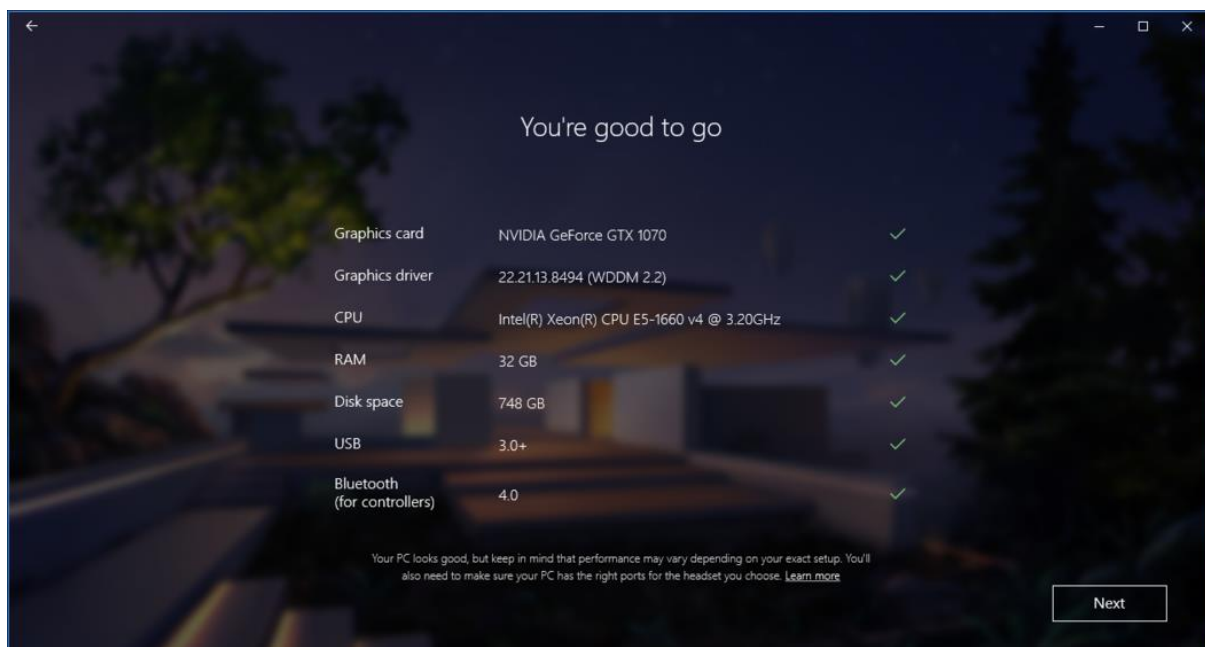 You're good to go
Graphics card NVIDIA GeForce GTX 1070
Graphics driver 22.21.13.8494 (WDDM 2.2)
CPU Intel(R) Xeon(R) CPU E5-1660 v4 @ 3.20GHz
RAM 32 GB
Disk space 748 GB
USB 3.0+
Bluetooth
(for controllers) 4.0
Your PC looks good, but keep in mind that performance may vary depending on your exact setup. You'll
also need to make sure your PC has the right ports for the headset you choose. Learn more
Next